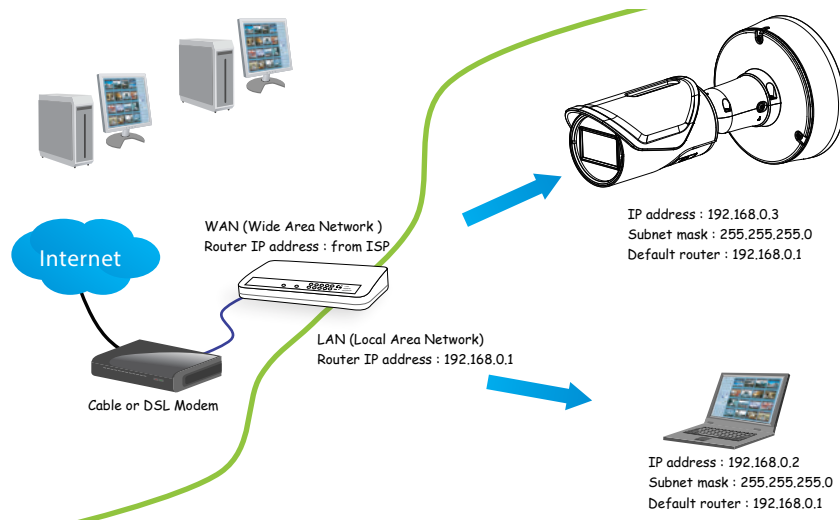 WAN (Wide Area Network )
Router IP address : from ISP
Internet
LAN (Local Area Network)
Router IP address : 192.168.0.1
Cable or DSL Modem
IP address : 192.168.0.3
Subnet mask : 255.255.255.0
Default router : 192.168.0.1
IP address : 192.168.0.2
Subnet mask : 255.255.255.0
Default router : 192.168.0.1